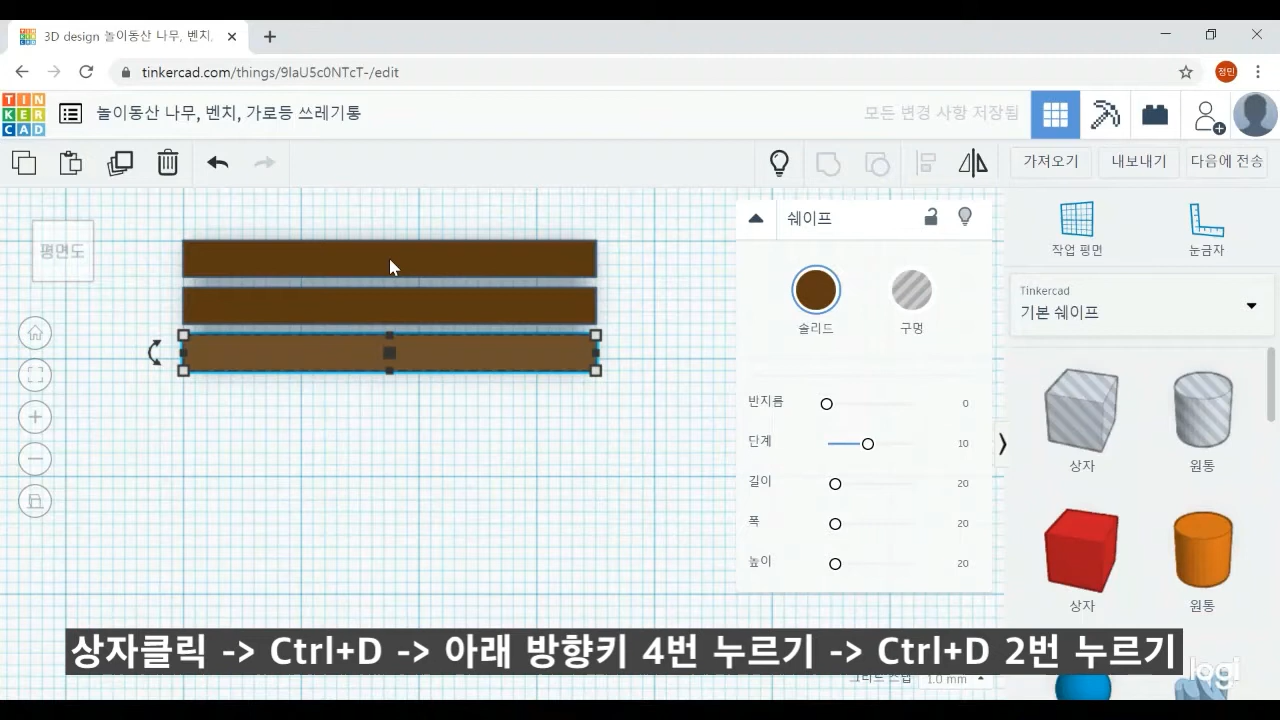 3D design 놀이동산 나무, 벤치,
tinkercad.com/things/9IaU5c0NTcT-/edit
정민
TIN
KER
CAD
놀이동산 나무, 벤치, 가로등 쓰레기통
모든 변경 사항 저장됨
가져오기
내보내기
다음에 전송
평면도
쉐이프
솔리드
구멍
반지름 0
단계 10
길이 20
폭 20
높이 20
작업 평면
눈금자
Tinkercad
기본 쉐이프
상자
원통
상자
원통
상자클릭 -> Ctrl+D -> 아래 방향키 4번 누르기 -> Ctrl+D 2번 누르기
그리드 스냅 1.0 mm
logi